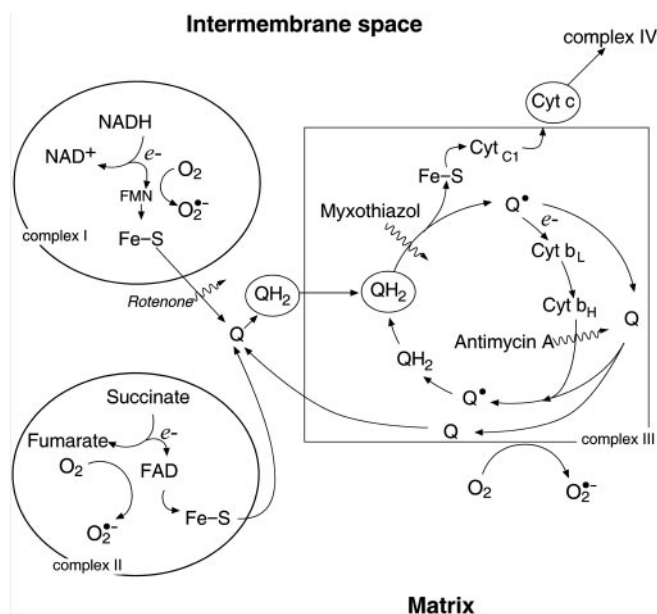 Intermembrane space
complex IV
NADH
NAD+
e-
O2
FMN
O2•–
complex I
Fe–S
Rotenone
Q
QH2
Cyt c
Cyt C1
Fe–S
Myxothiazol
Q•
e-
Cyt bL
QH2
Cyt bH
Q
Antimycin A
QH2
Q•
Q
complex III
O2
O2•–
Succinate
e-
Fumarate
O2
FAD
Fe–S
O2•–
complex II
Matrix